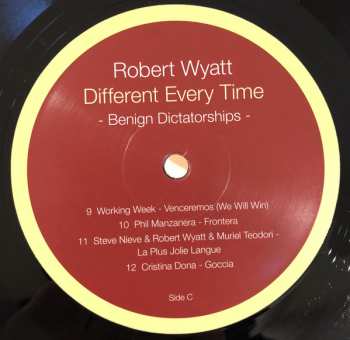 Robert Wyatt
Different Every Time
- Benign Dictatorships -
9 Working Week - Venceremos (We Will Win)
10 Phil Manzanera - Frontera
11 Steve Nieve & Robert Wyatt & Muriel Teodori -
La Plus Jolie Langue
12 Cristina Dona - Goccia
Side C